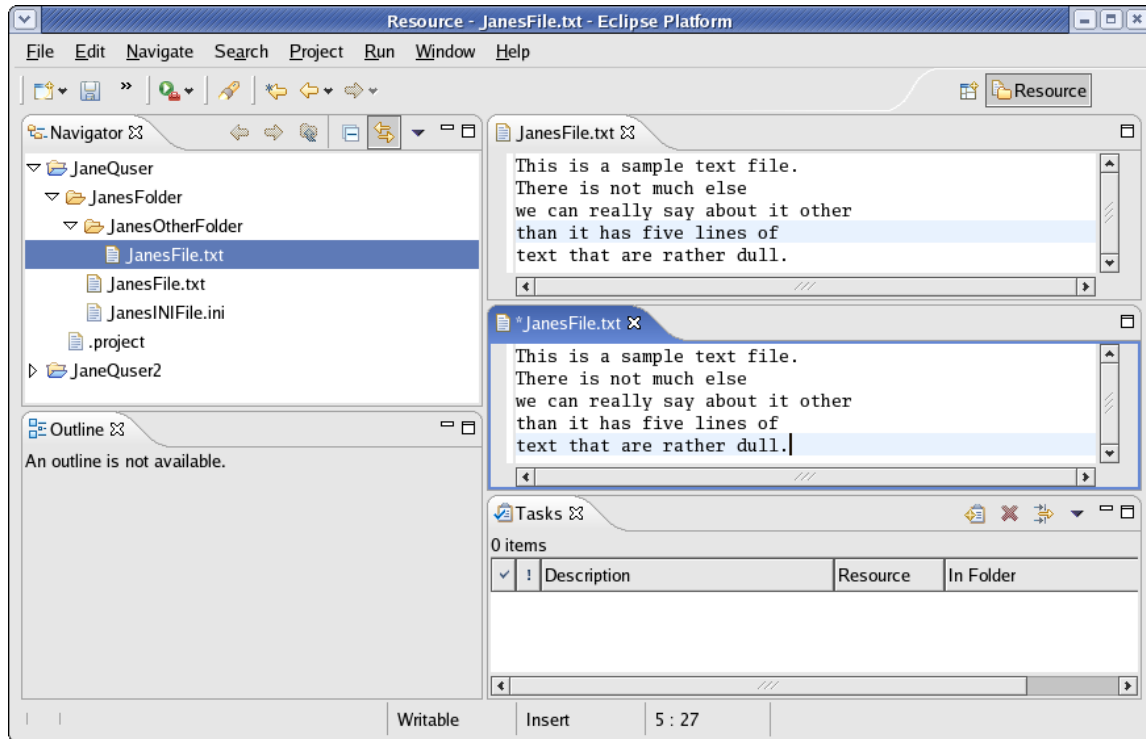 Resource - JanesFile.txt - Eclipse Platform
File Edit Navigate Search Project Run Window Help
» Resource
Navigator
JaneQuser
JanesFolder
JanesOtherFolder
JanesFile.txt
JanesFile.txt
JanesINIFile.ini
.project
JaneQuser2
Outline
An outline is not available.
JanesFile.txt
This is a sample text file.
There is not much else
we can really say about it other
than it has five lines of
text that are rather dull.
*JanesFile.txt
This is a sample text file.
There is not much else
we can really say about it other
than it has five lines of
text that are rather dull.
Tasks
0 items
! Description Resource In Folder
Writable Insert 5 : 27